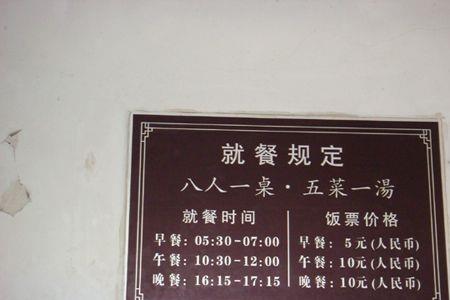 就餐规定
八人一桌·五菜一湯
就餐时间
早餐: 05:30-07:00
午餐: 10:30-12:00
晚餐: 16:15-17:15
饭票价格
早餐: 5元(人民币)
午餐: 10元(人民币)
晚餐: 10元(人民币)